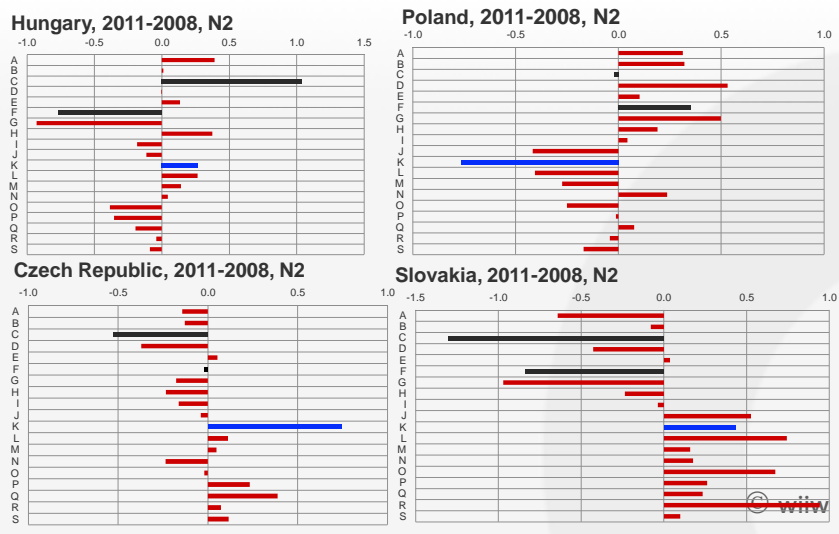 Hungary, 2011-2008, N2
-1.0 -0.5 0.0 0.5 1.0 1.5
A
B
C
D
E
F
G
H
I
J
K
L
M
N
O
P
Q
R
S
Poland, 2011-2008, N2
-1.0 -0.5 0.0 0.5 1.0
A
B
C
D
E
F
G
H
I
J
K
L
M
N
O
P
Q
R
S
Czech Republic, 2011-2008, N2
-1.0 -0.5 0.0 0.5 1.0
A
B
C
D
E
F
G
H
I
J
K
L
M
N
O
P
Q
R
S
Slovakia, 2011-2008, N2
-1.5 -1.0 -0.5 0.0 0.5 1.0
A
B
C
D
E
F
G
H
I
J
K
L
M
N
O
P
Q
R
S
© wiiw